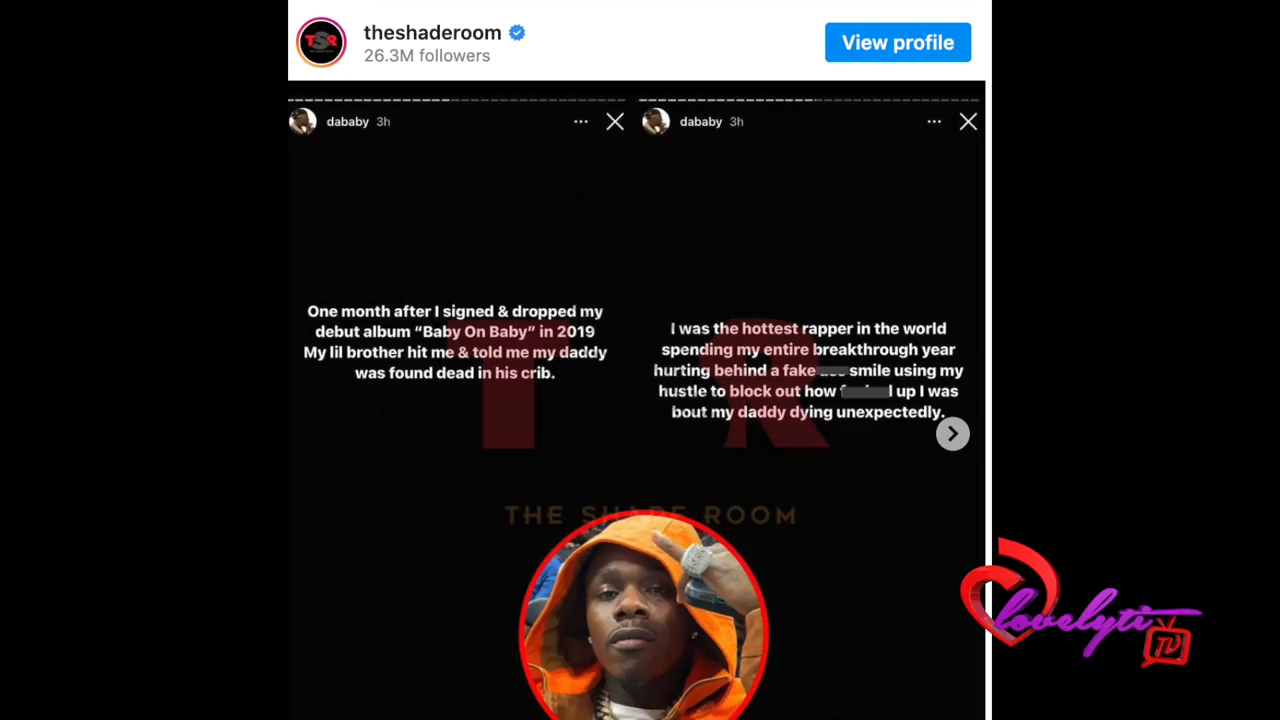 theshaderoom
26.3M followers
View profile
TSR
dababy 3h
One month after I signed & dropped my
debut album “Baby On Baby” in 2019
My lil brother hit me & told me my daddy
was found dead in his crib.
dababy 3h
I was the hottest rapper in the world
spending my entire breakthrough year
hurting behind a fake smile using my
hustle to block out how up I was
bout my daddy dying unexpectedly.
T R
THE SHADE ROOM
lovelyti
TV